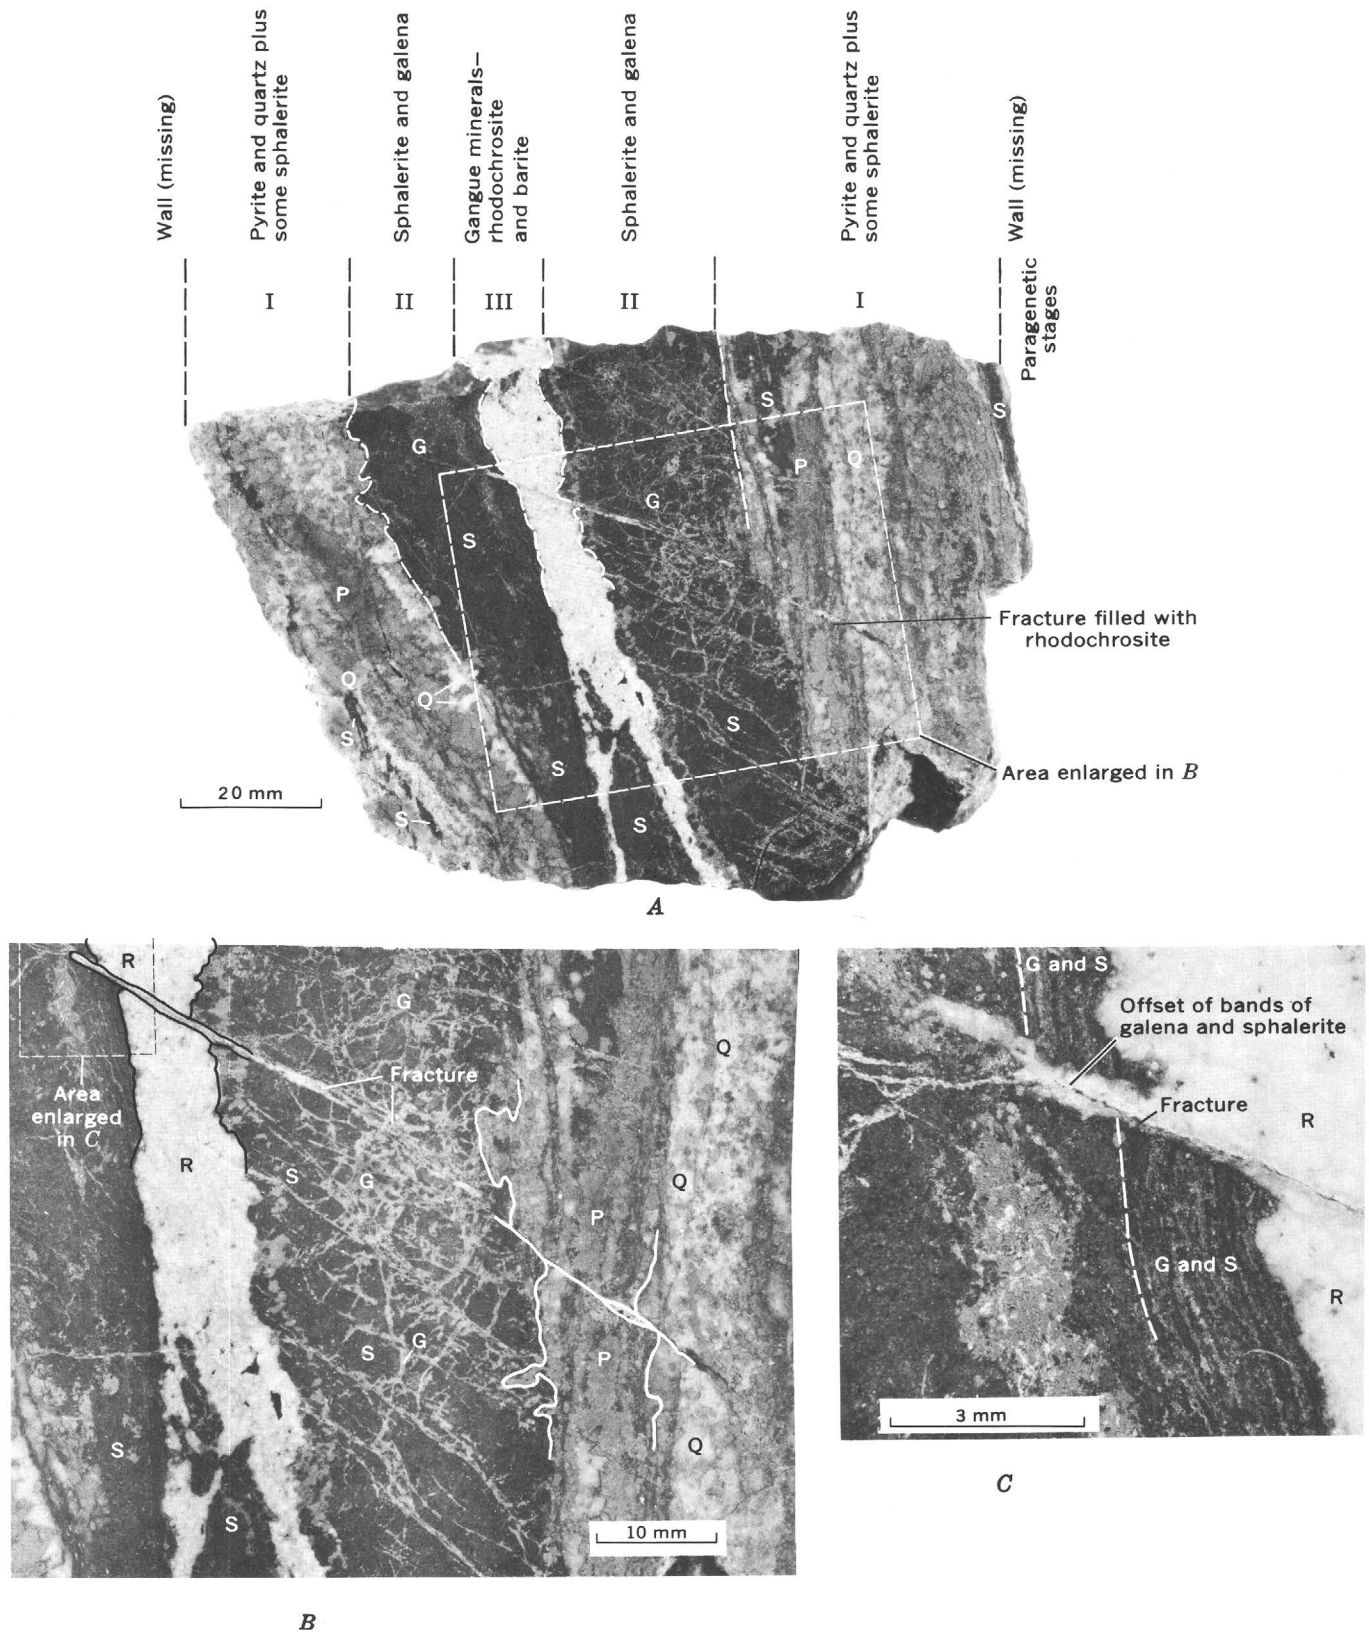 Wall (missing)
Pyrite and quartz plus
some sphalerite
Sphalerite and galena
Gangue minerals—
rhodochrosite
and barite
Sphalerite and galena
Pyrite and quartz plus
some sphalerite
Wall (missing)
I
II
III
II
I
Paragenetic
stages
S
S
G
P
Q
G
S
P
Fracture filled with
rhodochrosite
Q
Q
S
S
S
Area enlarged in B
20 mm
S
S
A
R
G
Q
Fracture
Area
enlarged
in C
R
S
G
Q
P
S
G
P
S
Q
S
10 mm
B
G and S
Offset of bands of
galena and sphalerite
Fracture
R
G and S
R
3 mm
C